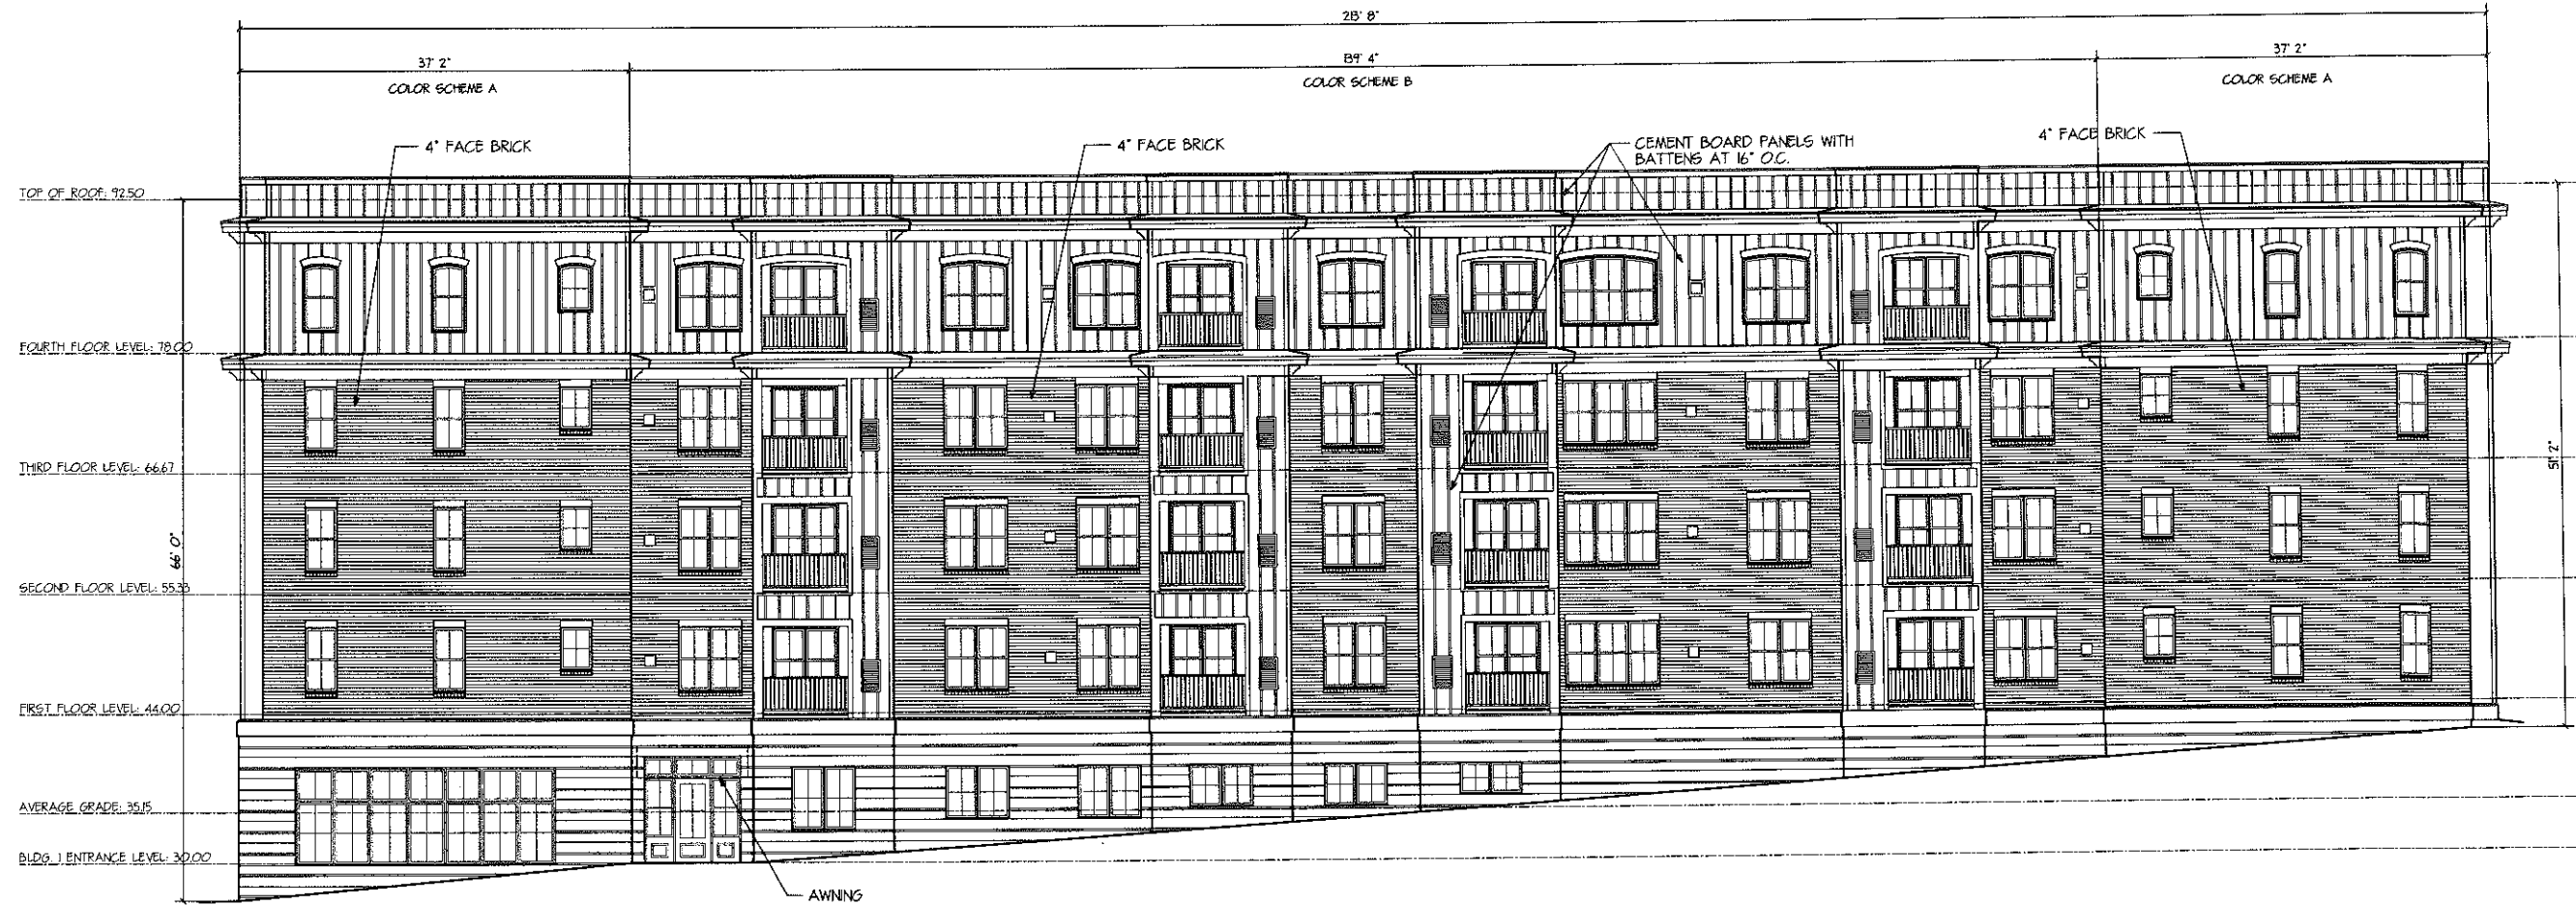 213' 8"
37' 2"
139' 4"
37' 2"
COLOR SCHEME A
COLOR SCHEME B
COLOR SCHEME A
4" FACE BRICK
4" FACE BRICK
CEMENT BOARD PANELS WITH
BATTENS AT 16" O.C.
4" FACE BRICK
TOP OF ROOF: 92.50
FOURTH FLOOR LEVEL: 78.00
THIRD FLOOR LEVEL: 66.67
51' 2"
66' 0"
SECOND FLOOR LEVEL: 55.33
FIRST FLOOR LEVEL: 44.00
AVERAGE GRADE: 35.15
BLDG. 1 ENTRANCE LEVEL: 30.00
AWNING